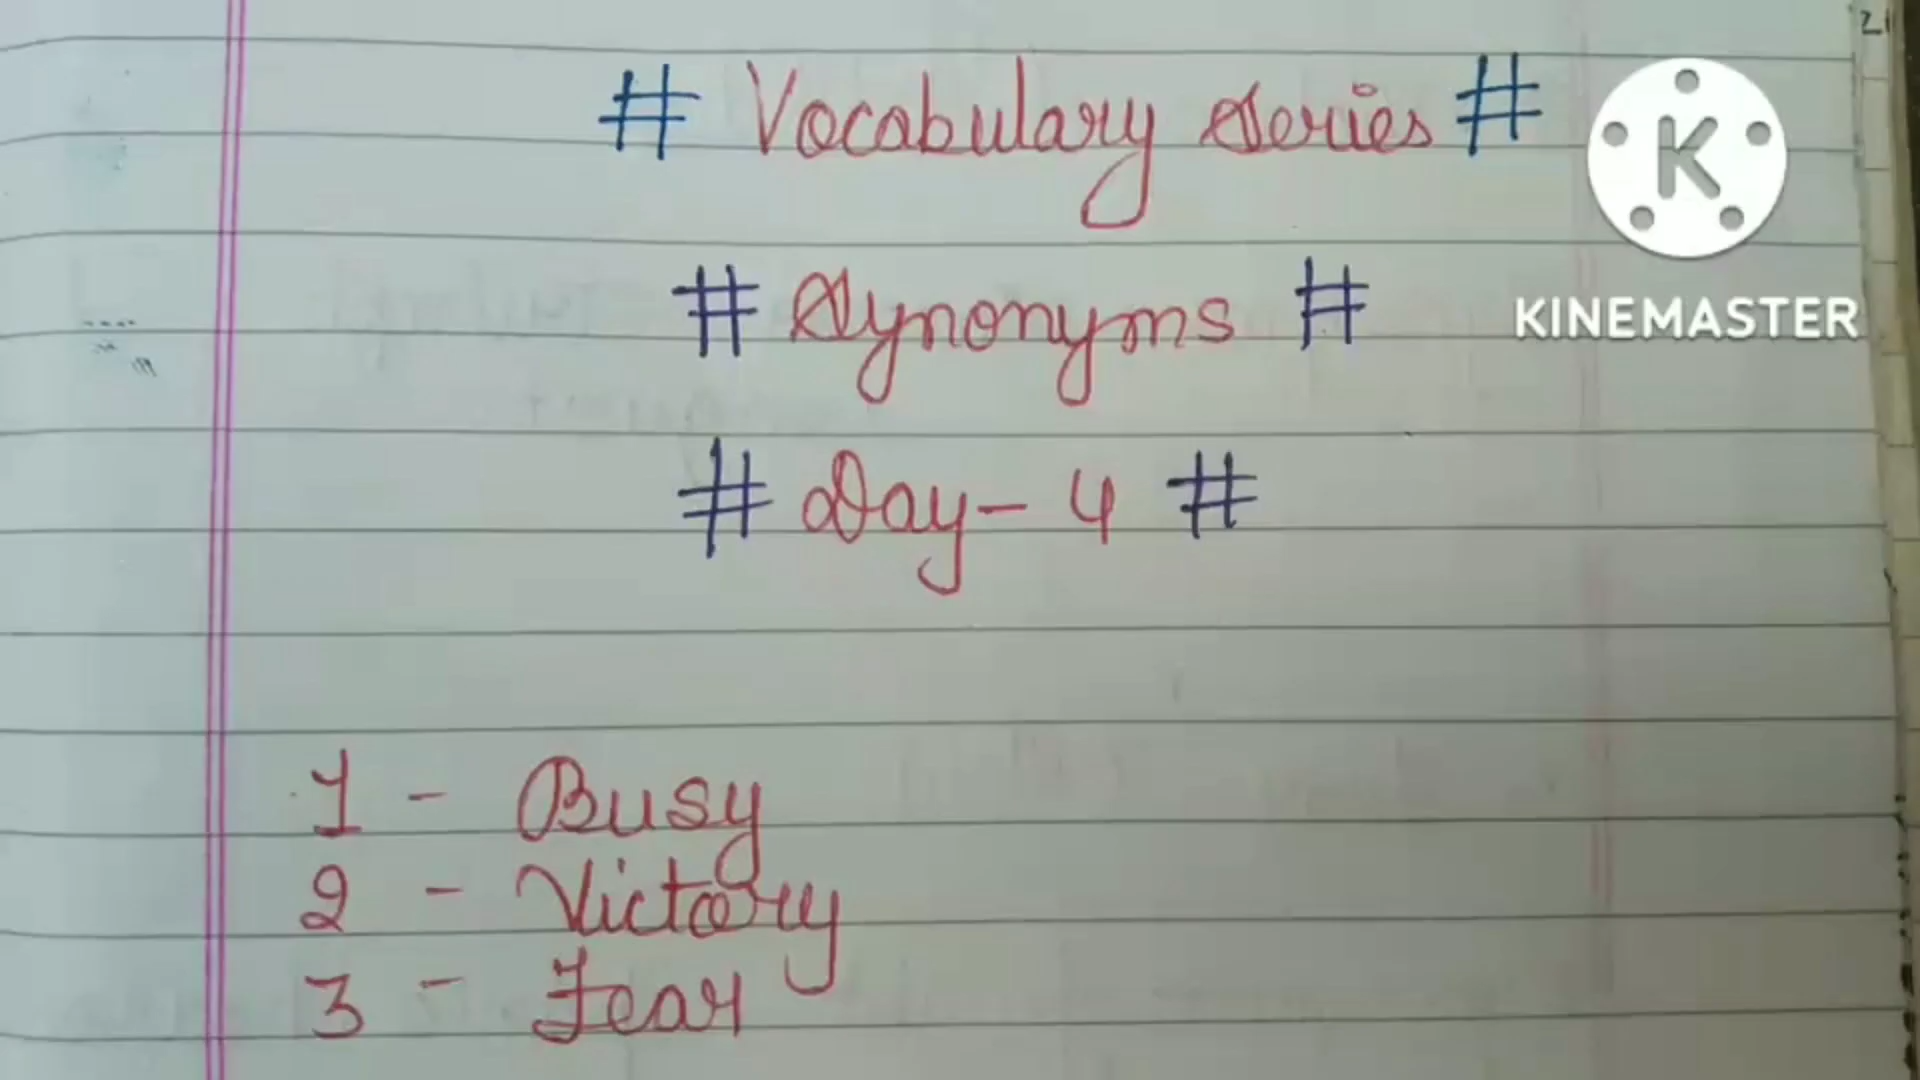 # Vocabulary Series #
# Synonyms #
# Day - 4 #
1 - Busy
2 - Victory
3 - Fear
K
KINEMASTER